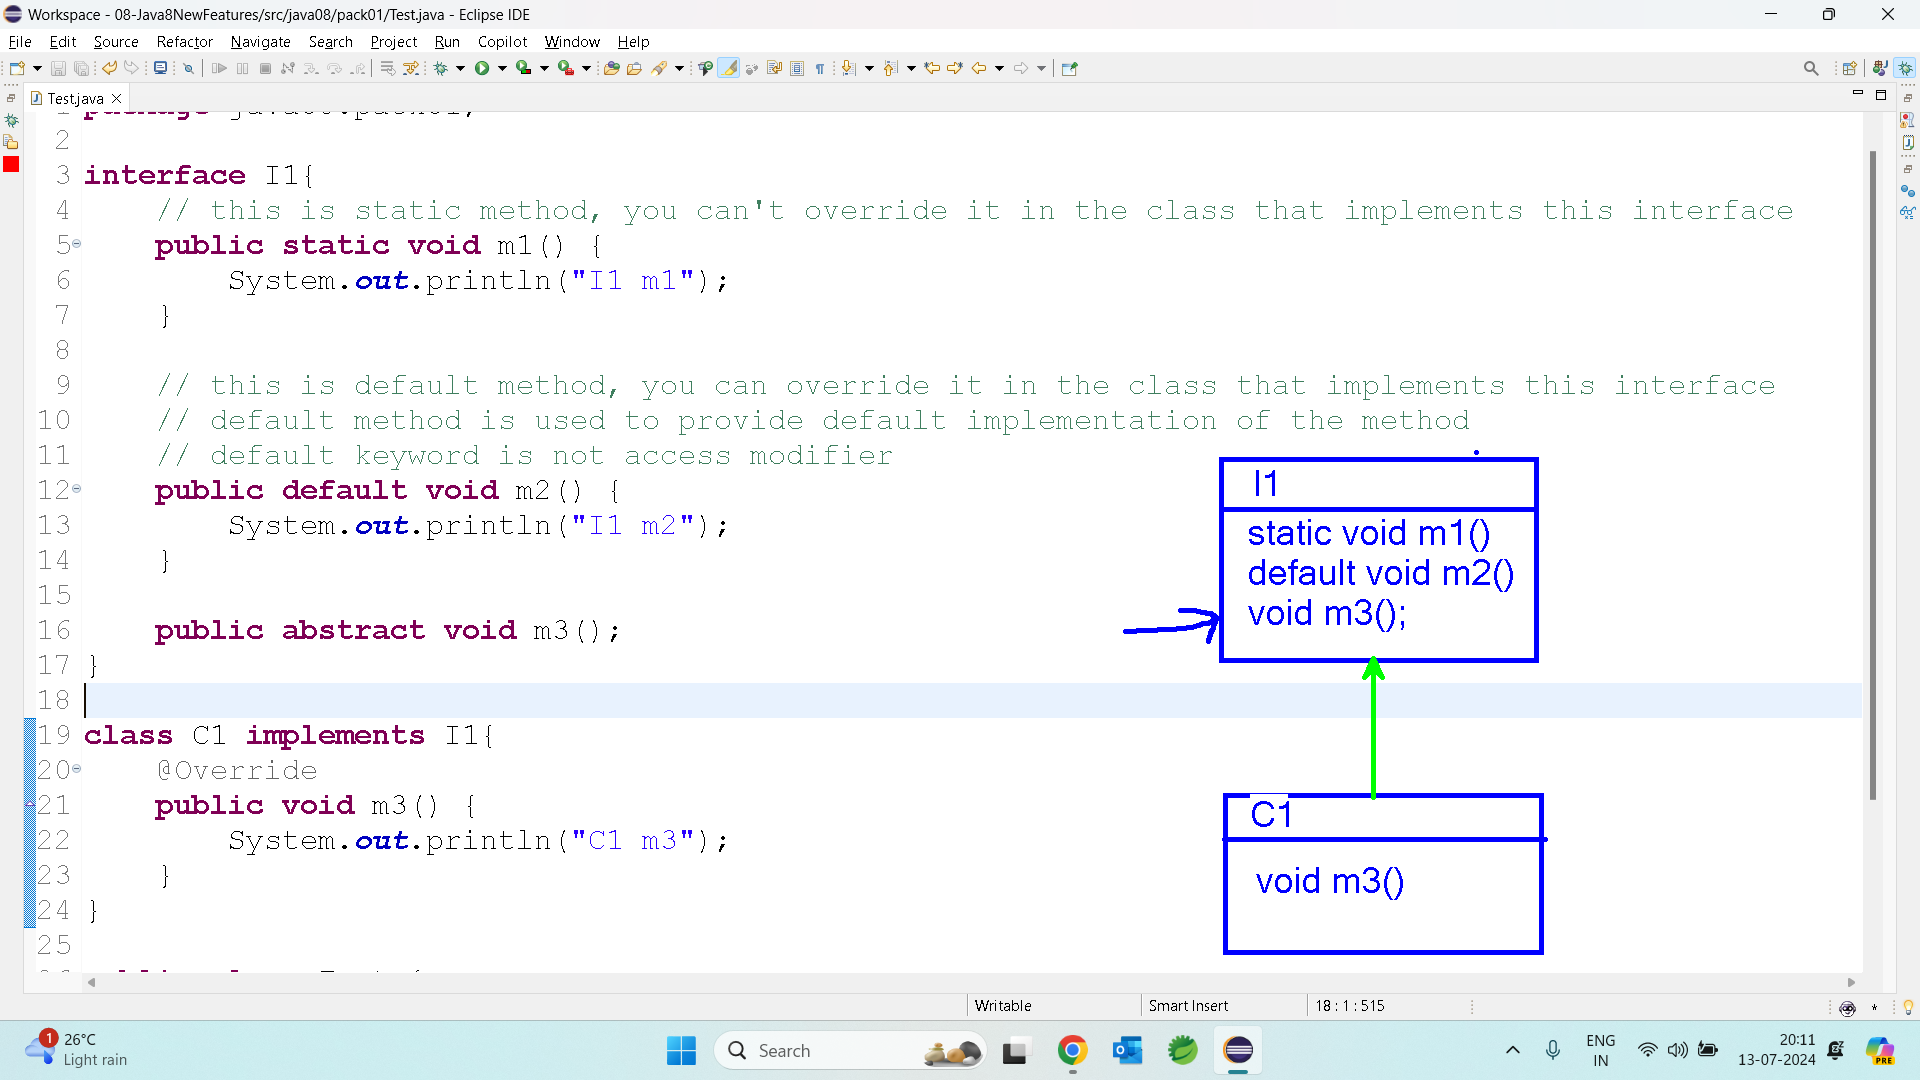 Workspace - 08-Java8NewFeatures/src/java08/pack01/Test.java - Eclipse IDE
File Edit Source Refactor Navigate Search Project Run Copilot Window Help
Test.java
2
3 interface I1{
4 // this is static method, you can't override it in the class that implements this interface
5 public static void m1() {
6 System.out.println("I1 m1");
7 }
8
9 // this is default method, you can override it in the class that implements this interface
10 // default method is used to provide default implementation of the method
11 // default keyword is not access modifier
12 public default void m2() {
13 System.out.println("I1 m2");
14 }
15
16 public abstract void m3();
17 }
18
19 class C1 implements I1{
20 @Override
21 public void m3() {
22 System.out.println("C1 m3");
23 }
24 }
25
I1
static void m1()
default void m2()
void m3();
C1
void m3()
Writable Smart Insert 18 : 1 : 515
1 26°C
Light rain
Search
ENG
IN
20:11
13-07-2024
PRE